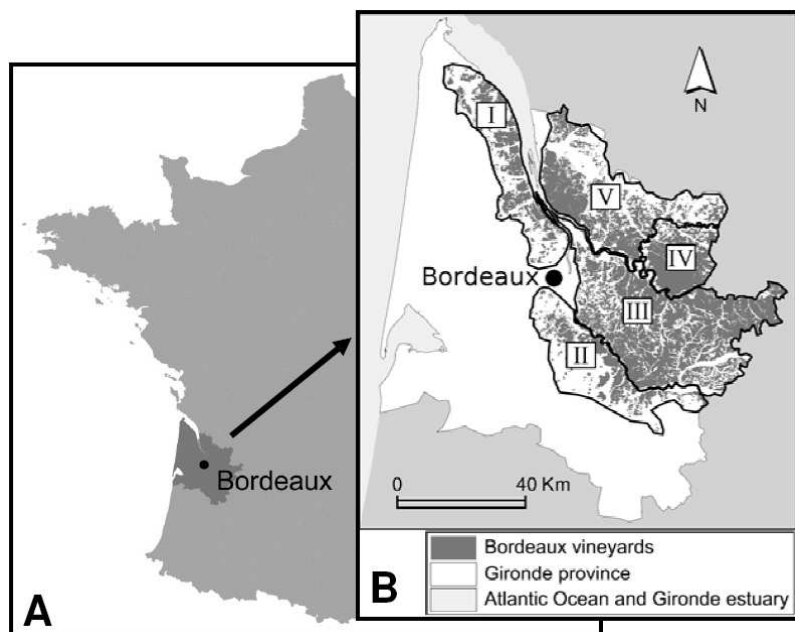 I
N
V
IV
Bordeaux
III
II
0 40 Km
Bordeaux
Bordeaux vineyards
Gironde province
Atlantic Ocean and Gironde estuary
A
B